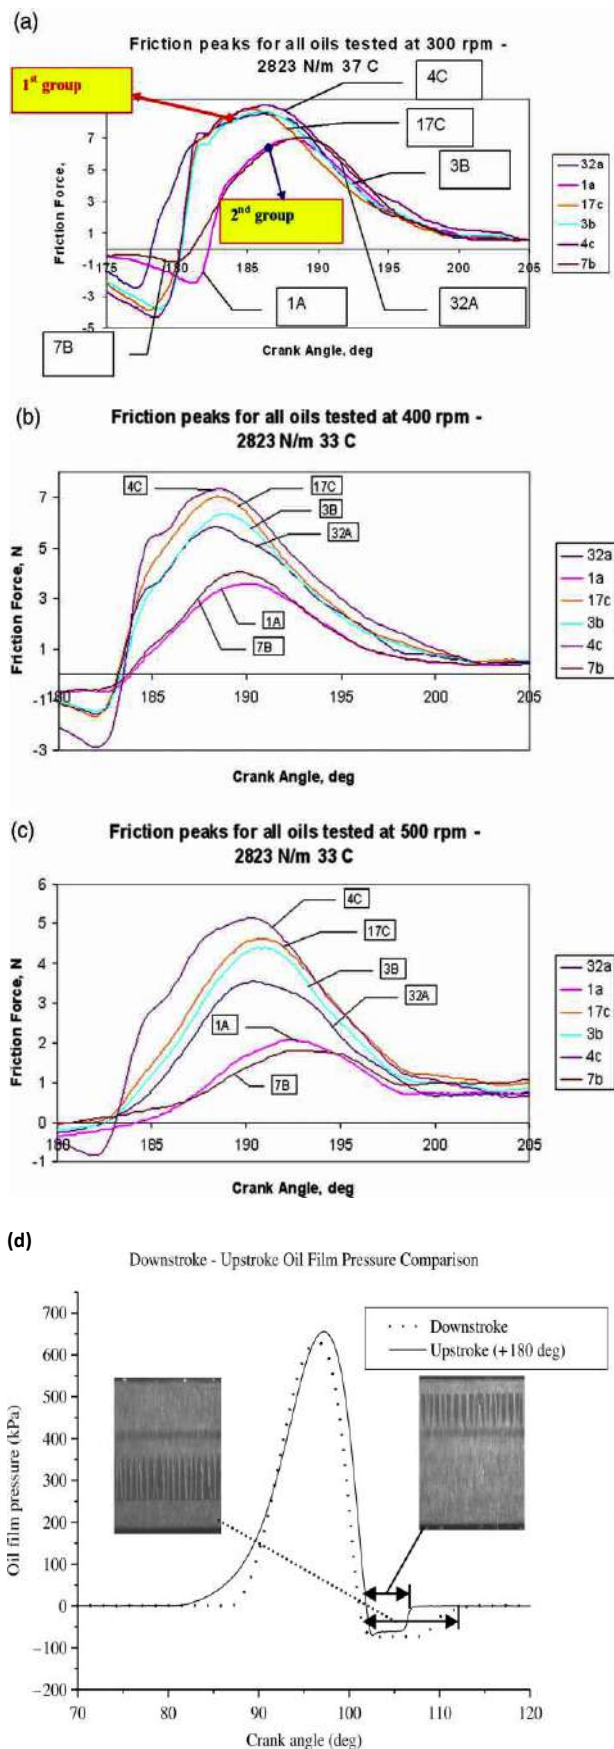 (a)
Friction peaks for all oils tested at 300 rpm -
2823 N/m 37 C
1st group
4C
17C
3B
2nd group
1A
32A
7B
Friction Force,
7
5
3
1
-1
-3
-5
175
180
185
190
195
200
205
Crank Angle, deg
32a
1a
17c
3b
4c
7b
(b)
Friction peaks for all oils tested at 400 rpm -
2823 N/m 33 C
4C
17C
3B
32A
1A
7B
Friction Force, N
7
5
3
1
-1
-3
180
185
190
195
200
205
Crank Angle, deg
32a
1a
17c
3b
4c
7b
(c)
Friction peaks for all oils tested at 500 rpm -
2823 N/m 33 C
4C
17C
3B
32A
1A
7B
Friction Force, N
6
5
4
3
2
1
0
-1
180
185
190
195
200
205
Crank Angle, deg
32a
1a
17c
3b
4c
7b
(d)
Downstroke - Upstroke Oil Film Pressure Comparison
Downstroke
Upstroke (+180 deg)
Oil film pressure (kPa)
700
600
500
400
300
200
100
0
−100
−200
70
80
90
100
110
120
Crank angle (deg)